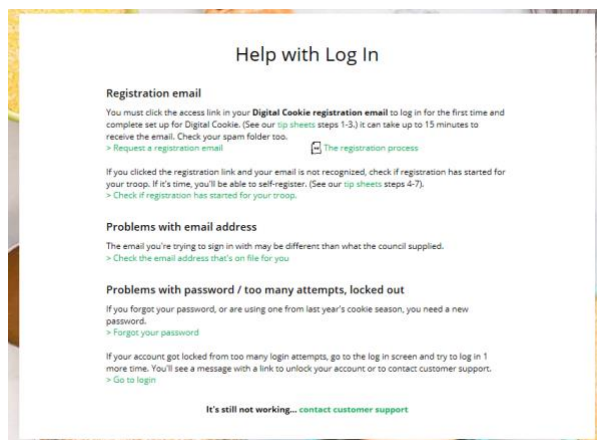 Help with Log In
Registration email
You must click the access link in your Digital Cookie registration email to log in for the first time and
complete set up for Digital Cookie. (See our tip sheets steps 1-3.) it can take up to 15 minutes to
receive the email. Check your spam folder too.
> Request a registration email The registration process
If you clicked the registration link and your email is not recognized, check if registration has started for
your troop. If it's time, you'll be able to self-register. (See our tip sheets steps 4-7).
> Check if registration has started for your troop.
Problems with email address
The email you're trying to sign in with may be different than what the council supplied.
> Check the email address that's on file for you
Problems with password / too many attempts, locked out
If you forgot your password, or are using one from last year's cookie season, you need a new
password.
> Forgot your password
If your account got locked from too many login attempts, go to the log in screen and try to log in 1
more time. You'll see a message with a link to unlock your account or to contact customer support.
> Go to login
It's still not working... contact customer support